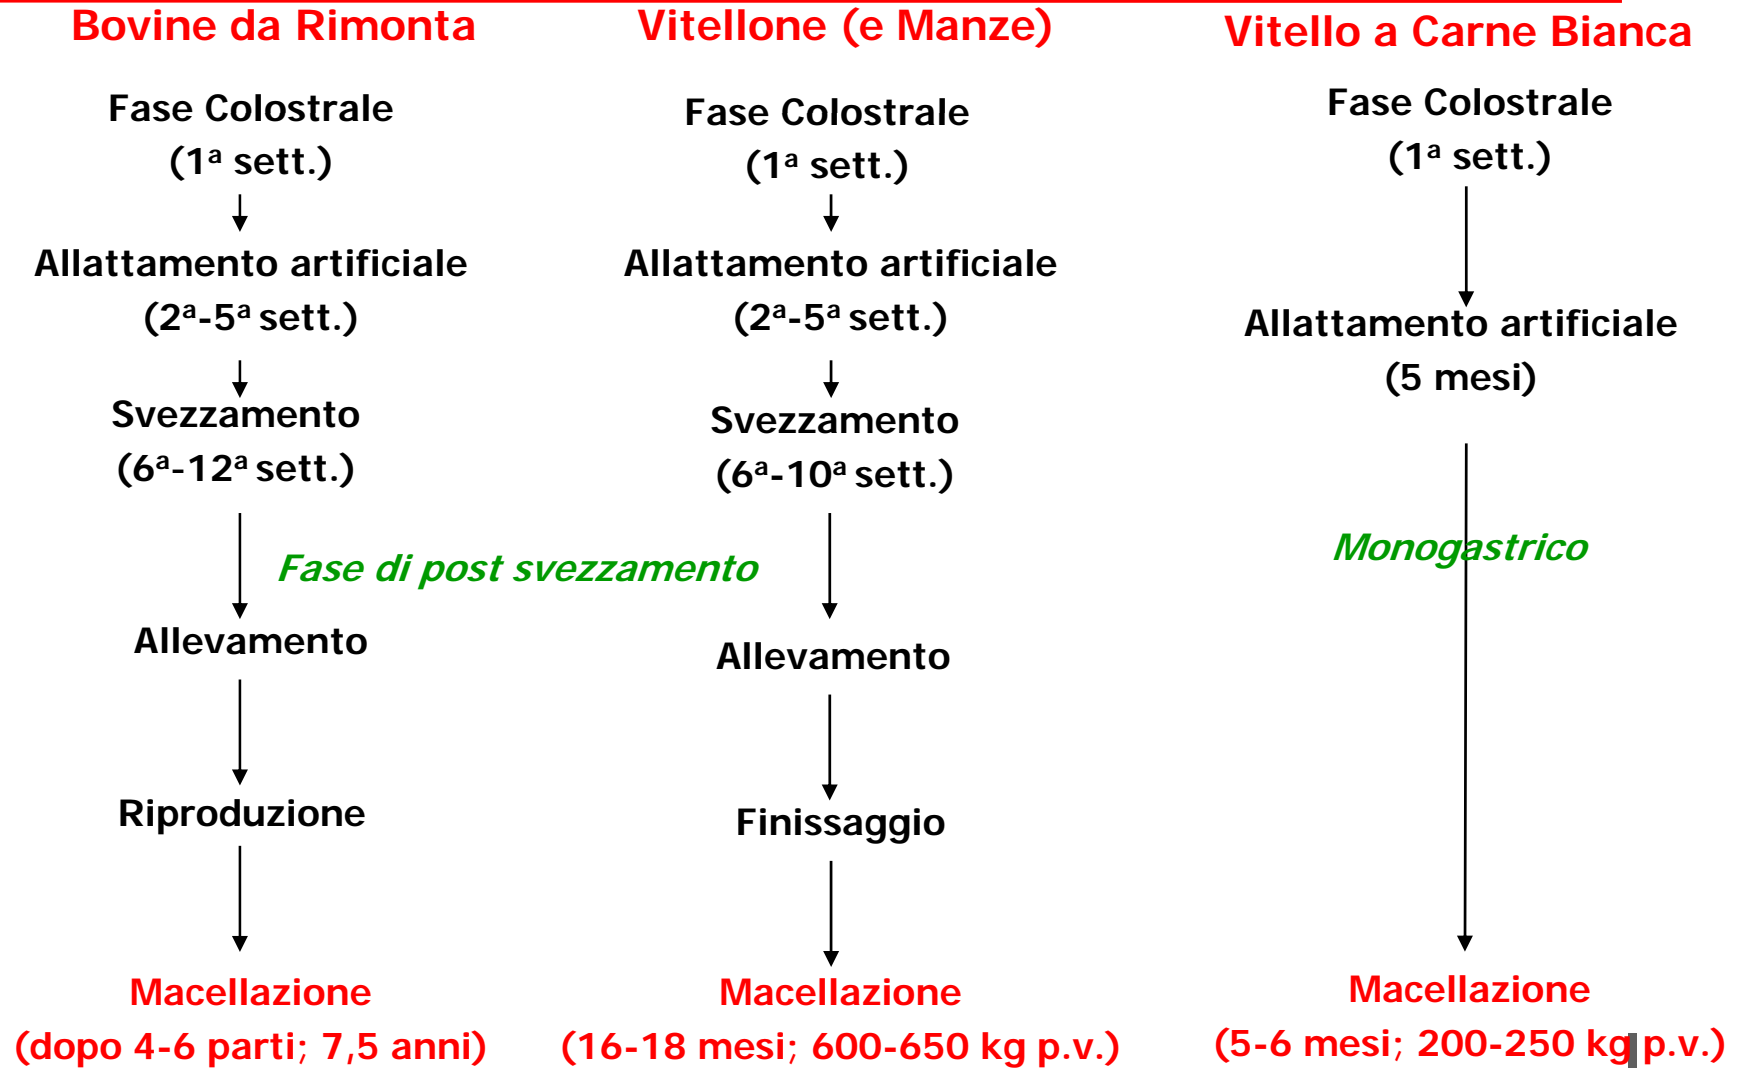 Bovine da Rimonta
Fase Colostrale
(1ª sett.)
Allattamento artificiale
(2ª-5ª sett.)
Svezzamento
(6ª-12ª sett.)
Fase di post svezzamento
Allevamento
Riproduzione
Macellazione
(dopo 4-6 parti; 7,5 anni)
Vitellone (e Manze)
Fase Colostrale
(1ª sett.)
Allattamento artificiale
(2ª-5ª sett.)
Svezzamento
(6ª-10ª sett.)
Allevamento
Finissaggio
Macellazione
(16-18 mesi; 600-650 kg p.v.)
Vitello a Carne Bianca
Fase Colostrale
(1ª sett.)
Allattamento artificiale
(5 mesi)
Monogastrico
Macellazione
(5-6 mesi; 200-250 kg p.v.)